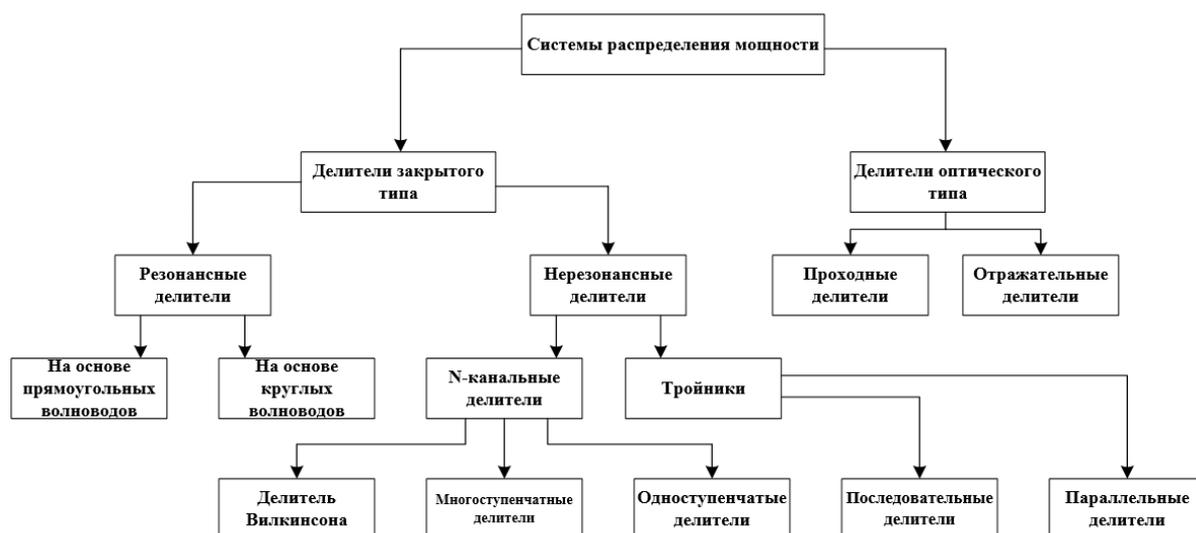 Системы распределения мощности
Делители закрытого
типа
Делители оптического
типа
Резонансные
делители
Нерезонансные
делители
Проходные
делители
Отражательные
делители
На основе
прямоугольных
волноводов
На основе
круглых
волноводов
N-канальные
делители
Тройники
Делитель
Вилкинсона
Многоступенчатные
делители
Одноступенчатые
делители
Последовательные
делители
Параллельные
делители